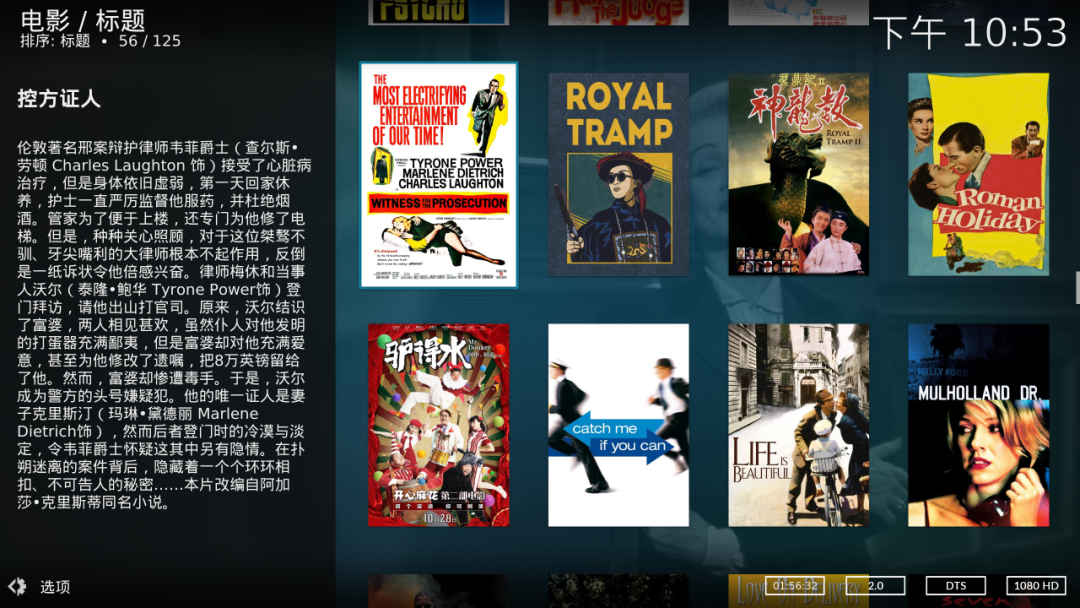 电影 / 标题
排序: 标题 • 56 / 125
下午 10:53
控方证人
伦敦著名邢案辩护律师韦菲爵士（查尔斯•
劳顿 Charles Laughton 饰）接受了心脏病
治疗，但是身体依旧虚弱，第一天回家休
养，护士一直严厉监督他服药，并杜绝烟
酒。管家为了便于上楼，还专门为他修了电
梯。但是，种种关心照顾，对于这位桀骜不
驯、牙尖嘴利的大律师根本不起作用，反倒
是一纸诉状令他倍感兴奋。律师梅休和当事
人沃尔（泰隆•鲍华 Tyrone Power饰）登
门拜访，请他出山打官司。原来，沃尔结识
了富婆，两人相见甚欢，虽然仆人对他发明
的打蛋器充满鄙夷，但是富婆却对他充满爱
意，甚至为他修改了遗嘱，把8万英镑留给
了他。然而，富婆却惨遭毒手。于是，沃尔
成为警方的头号嫌疑犯。他的唯一证人是妻
子克里斯汀（玛琳•黛德丽 Marlene
Dietrich饰），然而后者登门时的冷漠与淡
定，令韦菲爵士怀疑这其中另有隐情。在扑
朔迷离的案件背后，隐藏着一个个环环相
扣、不可告人的秘密……本片改编自阿加
莎•克里斯蒂同名小说。
选项
PSYCHO
the Judge
THE
MOST ELECTRIFYING
ENTERTAINMENT
OF OUR TIME!
TYRONE POWER
MARLENE DIETRICH
CHARLES LAUGHTON
WITNESS FOR THE PROSECUTION
ROYAL
TRAMP
神龍教
ROYAL
TRAMP II
Roman
Holiday
驴得水
Mr.
Donkey
开心麻花 第二部电影
10月28日
catch me
if you can
LIFE IS
BEAUTIFUL
HOLLYWOOD
MULHOLLAND DR.
01:56:32
2.0
DTS
1080 HD